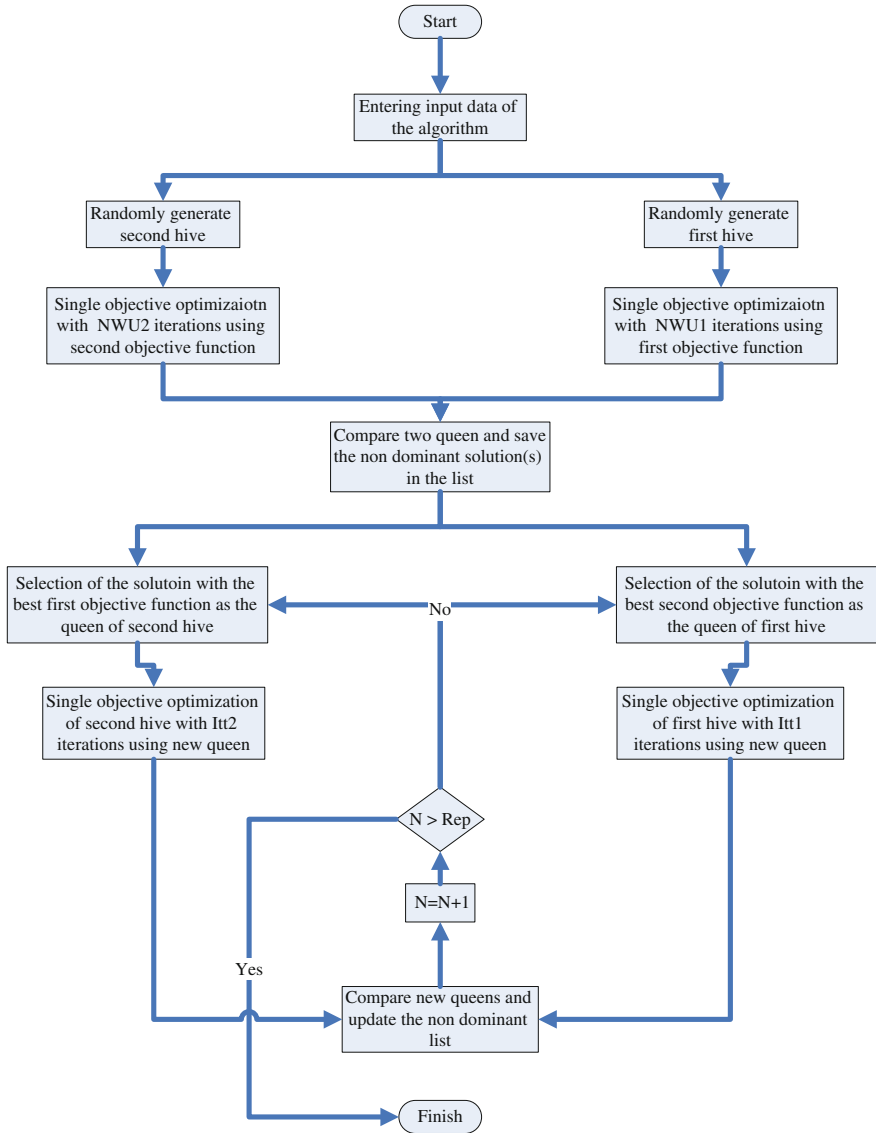 Start
Entering input data of
the algorithm
Randomly generate
second hive
Randomly generate
first hive
Single objective optimizaiotn
with NWU2 iterations using
second objective function
Single objective optimizaiotn
with NWU1 iterations using
first objective function
Compare two queen and save
the non dominant solution(s)
in the list
Selection of the solutoin with the
best first objective function as the
queen of second hive
No
Selection of the solutoin with the
best second objective function as
the queen of first hive
Single objective optimization
of second hive with Itt2
iterations using new queen
Single objective optimization
of first hive with Itt1
iterations using new queen
N > Rep
N=N+1
Yes
Compare new queens and
update the non dominant
list
Finish